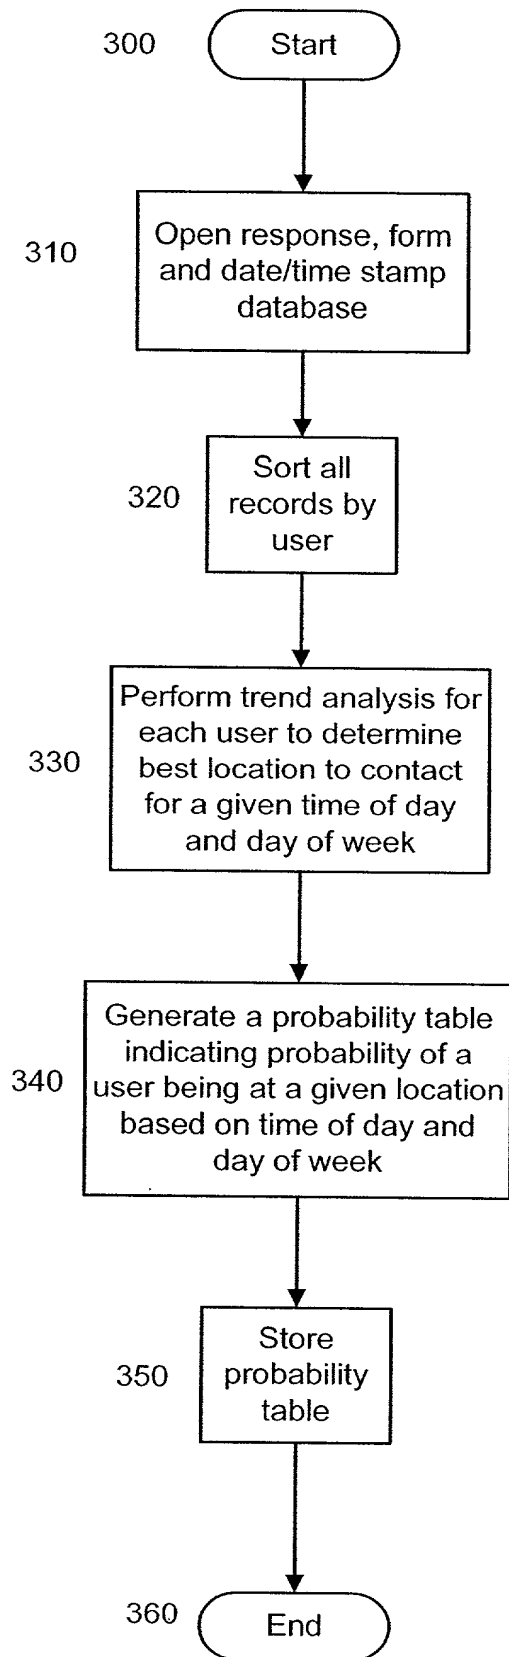 300
Start
310
Open response, form
and date/time stamp
database
320
Sort all
records by
user
330
Perform trend analysis for
each user to determine
best location to contact
for a given time of day
and day of week
340
Generate a probability table
indicating probability of a
user being at a given location
based on time of day and
day of week
350
Store
probability
table
360
End